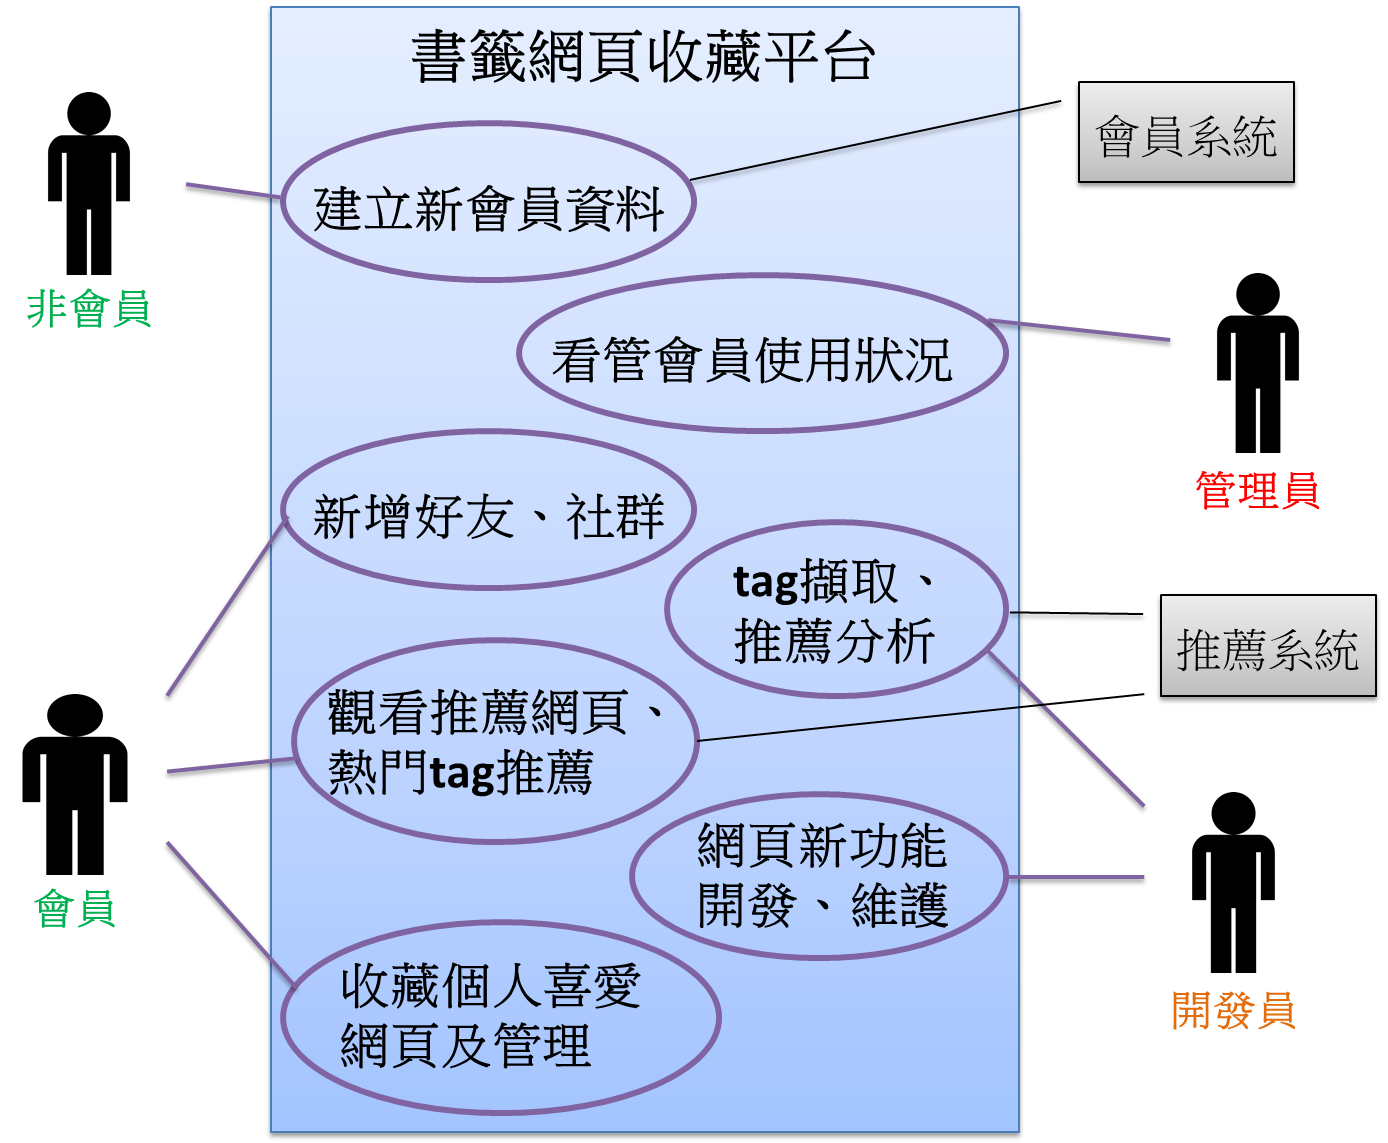 書籤網頁收藏平台
會員系統
建立新會員資料
非會員
看管會員使用狀況
管理員
新增好友、社群
tag擷取、
推薦分析
推薦系統
觀看推薦網頁、
熱門tag推薦
會員
網頁新功能
開發、維護
收藏個人喜愛
網頁及管理
開發員